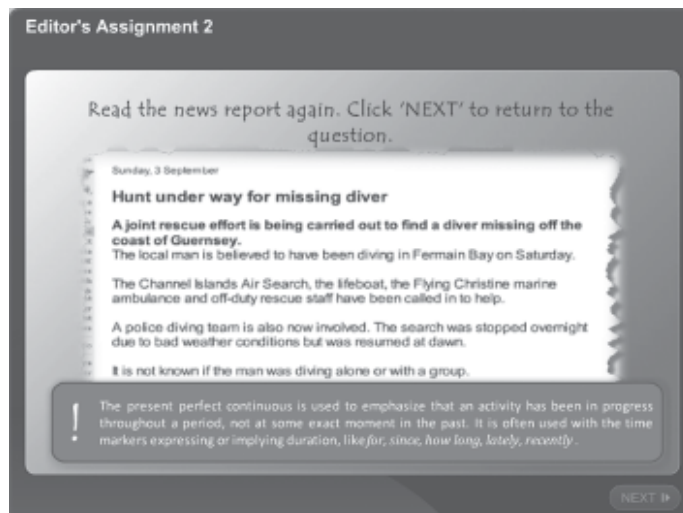 Editor's Assignment 2
Read the news report again. Click 'NEXT' to return to the
question.
Sunday, 3 September
Hunt under way for missing diver
A joint rescue effort is being carried out to find a diver missing off the
coast of Guernsey.
The local man is believed to have been diving in Fermain Bay on Saturday.
The Channel Islands Air Search, the lifeboat, the Flying Christine marine
ambulance and off-duty rescue staff have been called in to help.
A police diving team is also now involved. The search was stopped overnight
due to bad weather conditions but was resumed at dawn.
It is not known if the man was diving alone or with a group.
!
The present perfect continuous is used to emphasize that an activity has been in progress
throughout a period, not at some exact moment in the past. It is often used with the time
markers expressing or implying duration, like for, since, how long, lately, recently .
NEXT